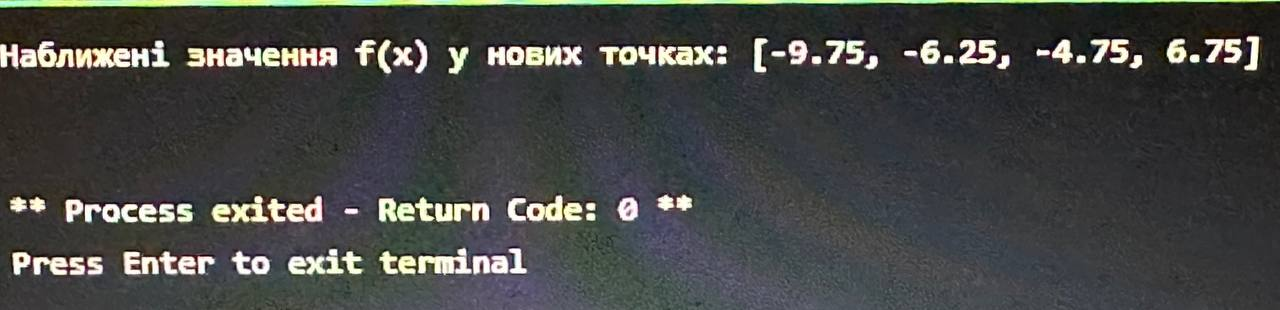 Наближені значення f(x) у нових точках: [-9.75, -6.25, -4.75, 6.75]
** Process exited - Return Code: 0 **
Press Enter to exit terminal